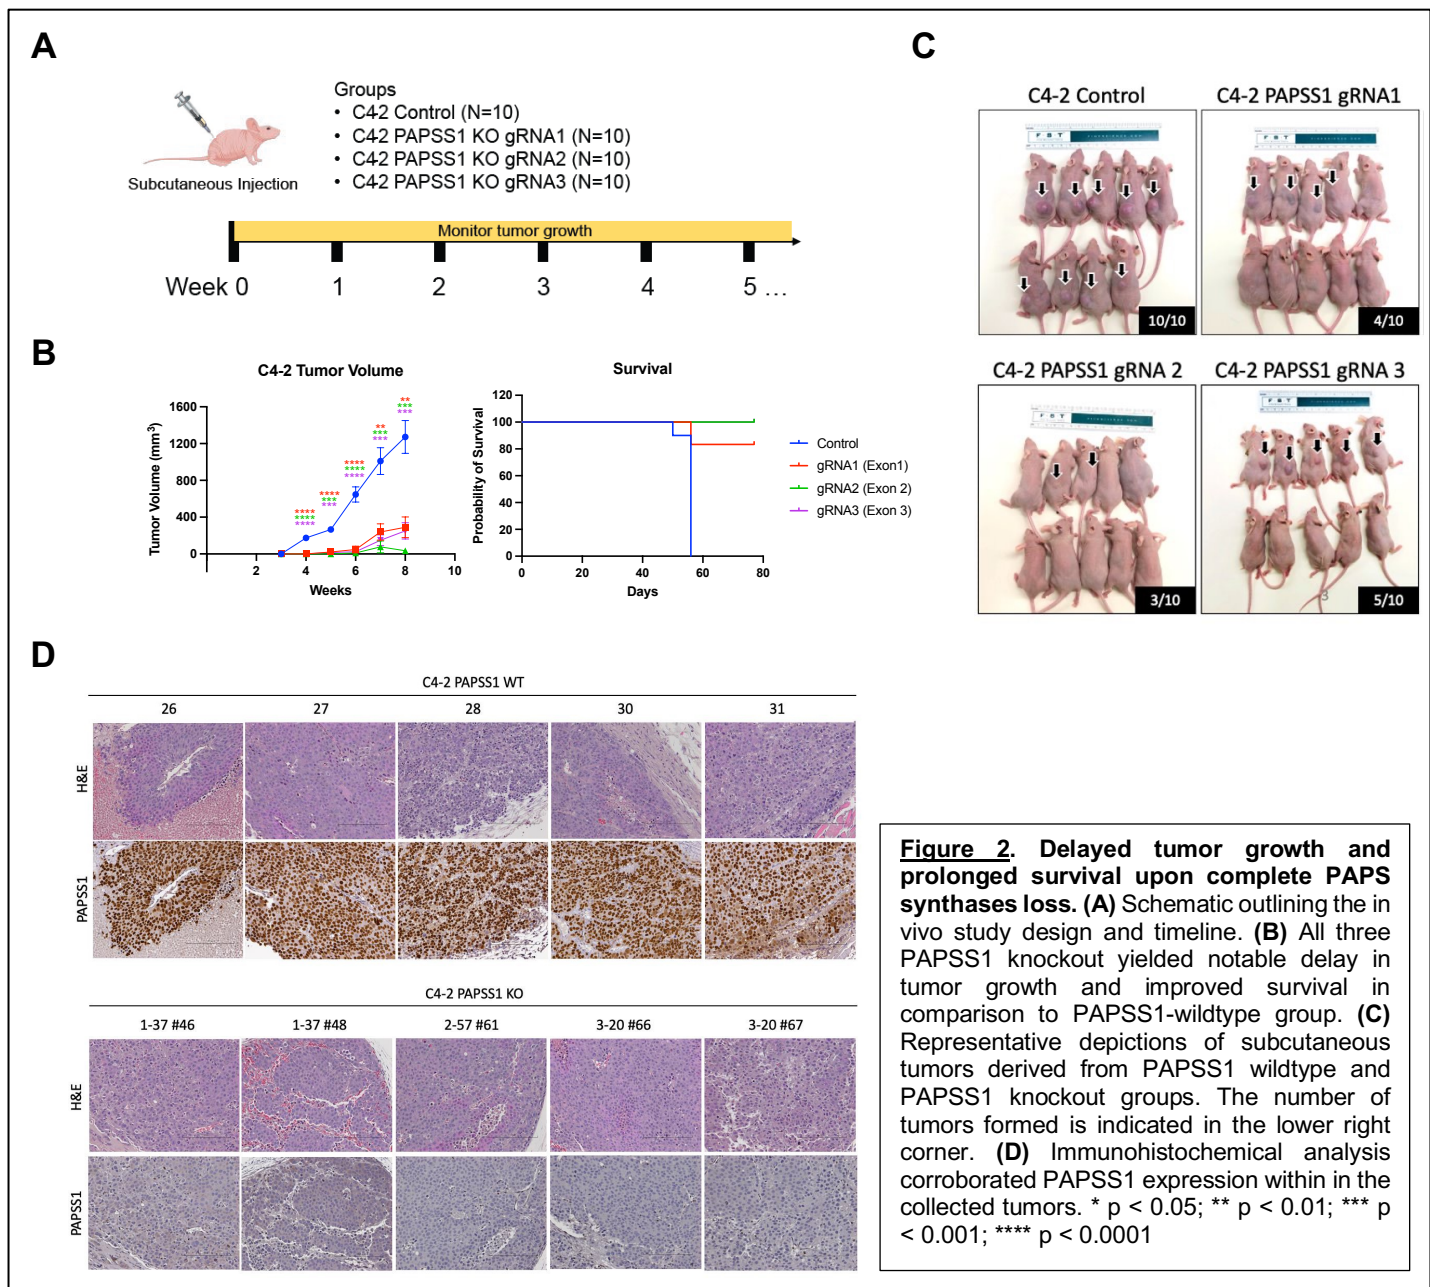 A
Groups
• C42 Control (N=10)
• C42 PAPSS1 KO gRNA1 (N=10)
• C42 PAPSS1 KO gRNA2 (N=10)
• C42 PAPSS1 KO gRNA3 (N=10)
Subcutaneous Injection
Monitor tumor growth
Week 0 1 2 3 4 5 ...
B
C4-2 Tumor Volume
Tumor Volume (mm³)
1600
1200
800
400
0
2 4 6 8 10
Weeks
****
****
****
****
***
***
****
****
****
**
***
***
**
***
***
Survival
Probability of Survival
120
100
80
60
40
20
0
0 20 40 60 80
Days
Control
gRNA1 (Exon1)
gRNA2 (Exon 2)
gRNA3 (Exon 3)
C
C4-2 Control
F S T
10/10
C4-2 PAPSS1 gRNA1
F S T
4/10
C4-2 PAPSS1 gRNA 2
F S T
3/10
C4-2 PAPSS1 gRNA 3
F S T
3
5/10
D
C4-2 PAPSS1 WT
26 27 28 30 31
H&E
PAPSS1
C4-2 PAPSS1 KO
1-37 #46 1-37 #48 2-57 #61 3-20 #66 3-20 #67
H&E
PAPSS1
Figure 2. Delayed tumor growth and
prolonged survival upon complete PAPS
synthases loss. (A) Schematic outlining the in
vivo study design and timeline. (B) All three
PAPSS1 knockout yielded notable delay in
tumor growth and improved survival in
comparison to PAPSS1-wildtype group. (C)
Representative depictions of subcutaneous
tumors derived from PAPSS1 wildtype and
PAPSS1 knockout groups. The number of
tumors formed is indicated in the lower right
corner. (D) Immunohistochemical analysis
corroborated PAPSS1 expression within in the
collected tumors. * p < 0.05; ** p < 0.01; *** p
< 0.001; **** p < 0.0001